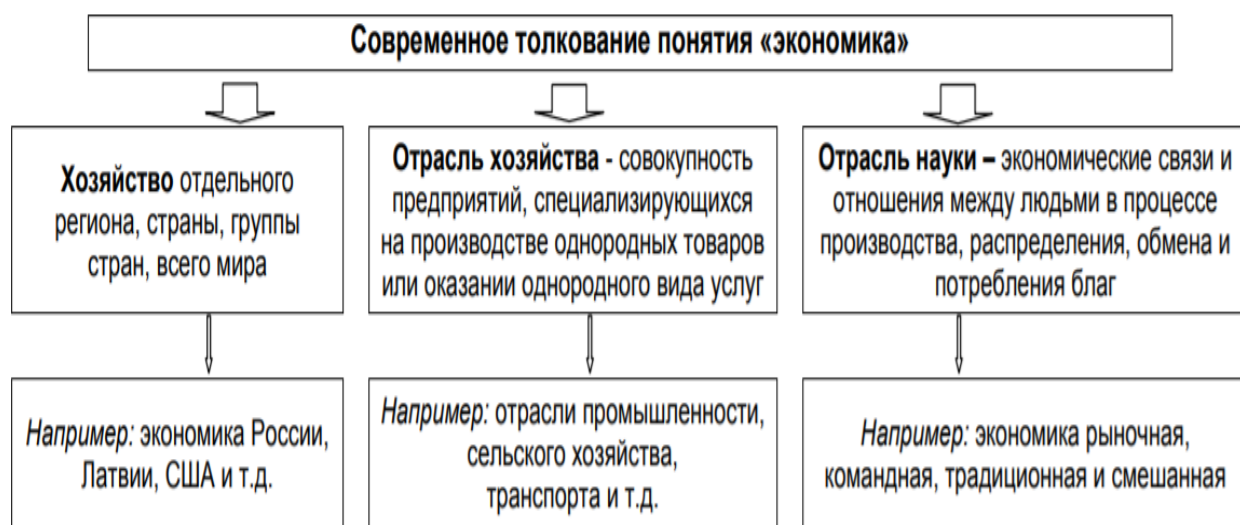 Современное толкование понятия «экономика»
Хозяйство отдельного
региона, страны, группы
стран, всего мира
Отрасль хозяйства - совокупность
предприятий, специализирующихся
на производстве однородных товаров
или оказании однородного вида услуг
Отрасль науки – экономические связи и
отношения между людьми в процессе
производства, распределения, обмена и
потребления благ
Например: экономика России,
Латвии, США и т.д.
Например: отрасли промышленности,
сельского хозяйства,
транспорта и т.д.
Например: экономика рыночная,
командная, традиционная и смешанная